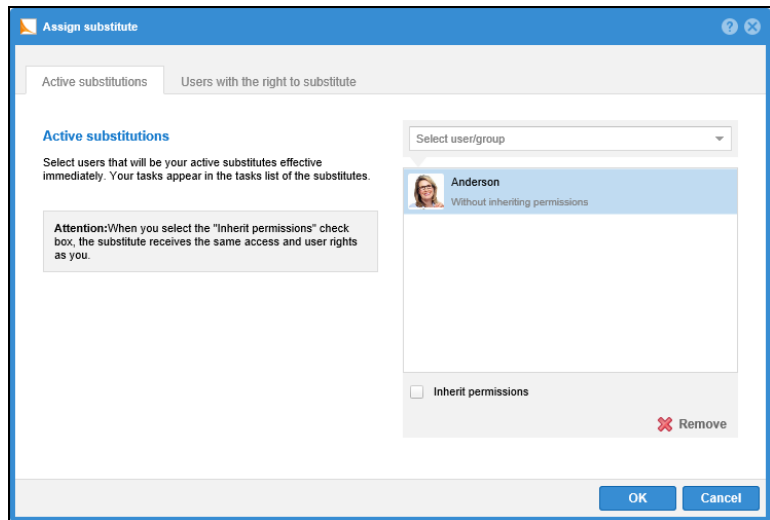 Assign substitute
Active substitutions
Users with the right to substitute
Active substitutions
Select users that will be your active substitutes effective
immediately. Your tasks appear in the tasks list of the substitutes.
Attention:When you select the "Inherit permissions" check
box, the substitute receives the same access and user rights
as you.
Select user/group
Anderson
Without inheriting permissions
Inherit permissions
Remove
OK
Cancel